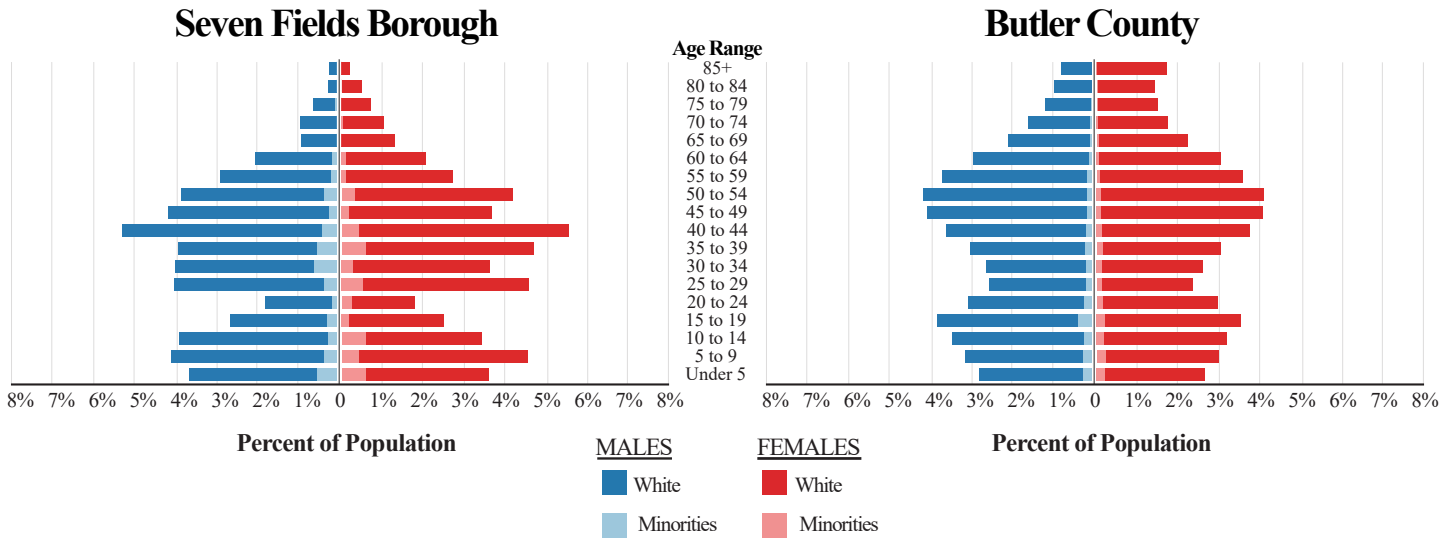 Seven Fields Borough
Butler County
Age Range
85+
80 to 84
75 to 79
70 to 74
65 to 69
60 to 64
55 to 59
50 to 54
45 to 49
40 to 44
35 to 39
30 to 34
25 to 29
20 to 24
15 to 19
10 to 14
5 to 9
Under 5
8% 7% 6% 5% 4% 2% 1% 0 1% 2% 3% 4% 5% 6% 7% 8%
8% 7% 6% 5% 4% 2% 1% 0 1% 2% 3% 4% 5% 6% 7% 8%
Percent of Population
Percent of Population
MALES
FEMALES
White
White
Minorities
Minorities